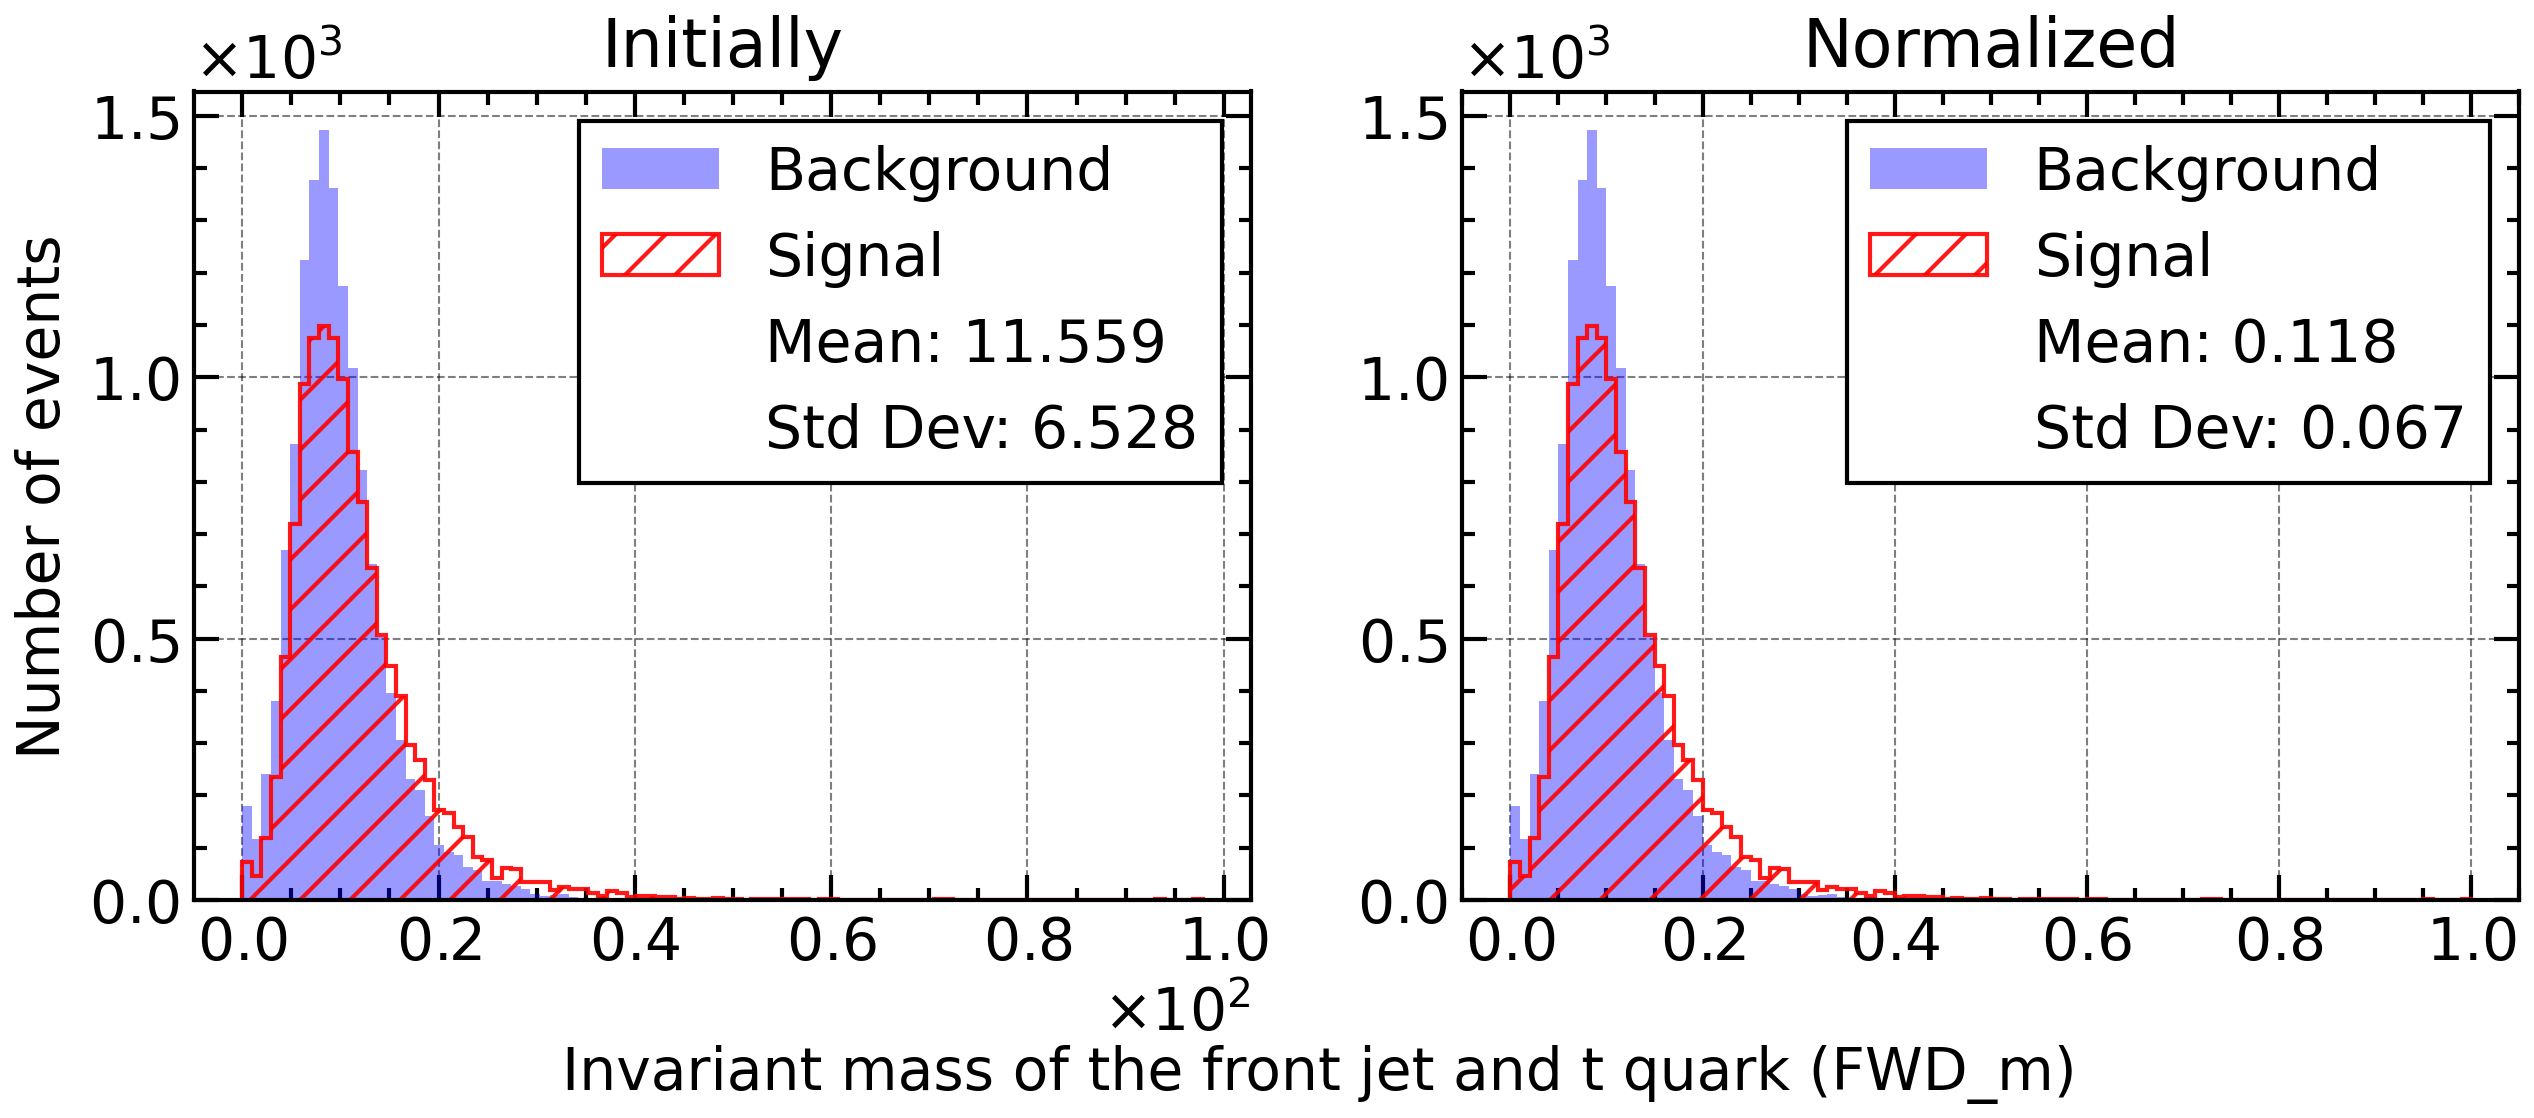 Initially
×10³
1.5
1.0
0.5
0.0
Number of events
Background
Signal
Mean: 11.559
Std Dev: 6.528
0.0 0.2 0.4 0.6 0.8 1.0
×10²
Normalized
×10³
1.5
1.0
0.5
0.0
Background
Signal
Mean: 0.118
Std Dev: 0.067
0.0 0.2 0.4 0.6 0.8 1.0
Invariant mass of the front jet and t quark (FWD_m)